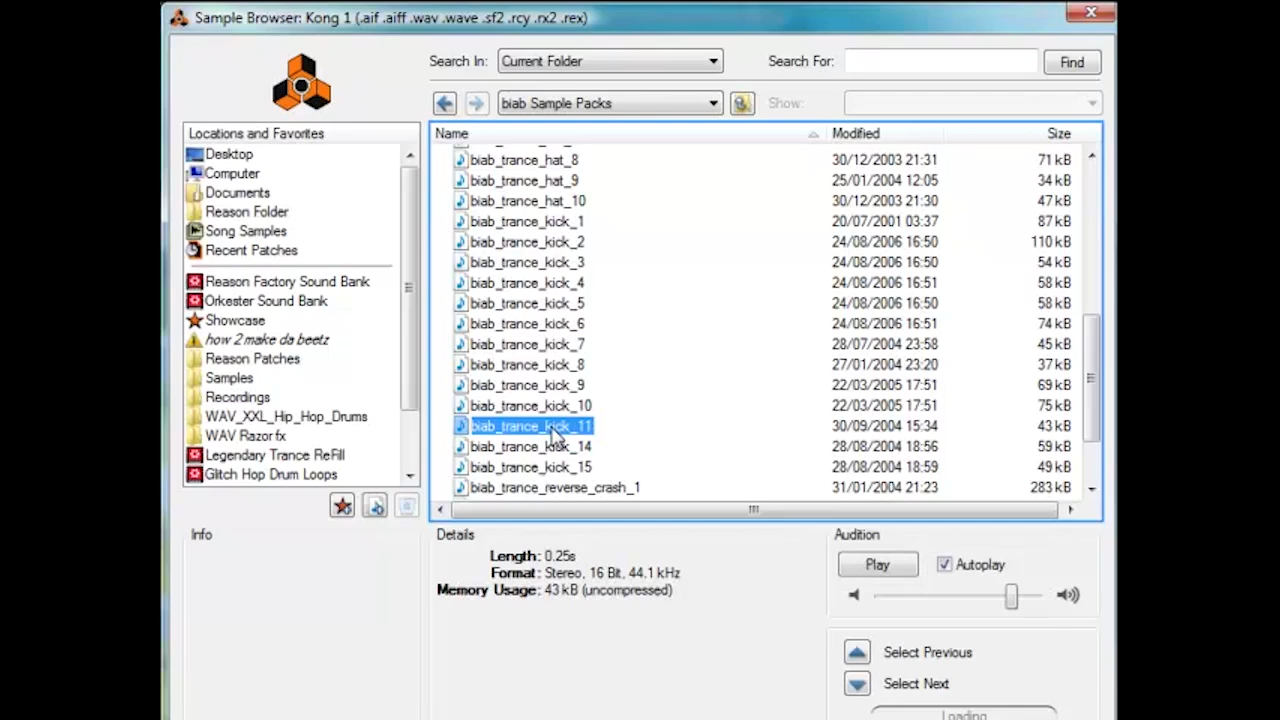 Sample Browser: Kong 1 (.aif .aiff .wav .wave .sf2 .rcy .rx2 .rex)
Search In: Current Folder Search For: Find
biab Sample Packs Show:
Locations and Favorites
Desktop
Computer
Documents
Reason Folder
Song Samples
Recent Patches
Reason Factory Sound Bank
Orkester Sound Bank
Showcase
how 2 make da beetz
Reason Patches
Samples
Recordings
WAV_XXL_Hip_Hop_Drums
WAV Razor fx
Legendary Trance ReFill
Glitch Hop Drum Loops
Name Modified Size
biab_trance_hat_8 30/12/2003 21:31 71 kB
biab_trance_hat_9 25/01/2004 12:05 34 kB
biab_trance_hat_10 30/12/2003 21:30 47 kB
biab_trance_kick_1 20/07/2001 03:37 87 kB
biab_trance_kick_2 24/08/2006 16:50 110 kB
biab_trance_kick_3 24/08/2006 16:50 54 kB
biab_trance_kick_4 24/08/2006 16:51 58 kB
biab_trance_kick_5 24/08/2006 16:50 58 kB
biab_trance_kick_6 24/08/2006 16:51 74 kB
biab_trance_kick_7 28/07/2004 23:58 45 kB
biab_trance_kick_8 27/01/2004 23:20 37 kB
biab_trance_kick_9 22/03/2005 17:51 69 kB
biab_trance_kick_10 22/03/2005 17:51 75 kB
biab_trance_kick_11 30/09/2004 15:34 43 kB
biab_trance_kick_14 28/08/2004 18:56 59 kB
biab_trance_kick_15 28/08/2004 18:59 49 kB
biab_trance_reverse_crash_1 31/01/2004 21:23 283 kB
Info
Details
Length: 0.25s
Format: Stereo, 16 Bit, 44.1 kHz
Memory Usage: 43 kB (uncompressed)
Audition
Play Autoplay
Select Previous
Select Next
Loading